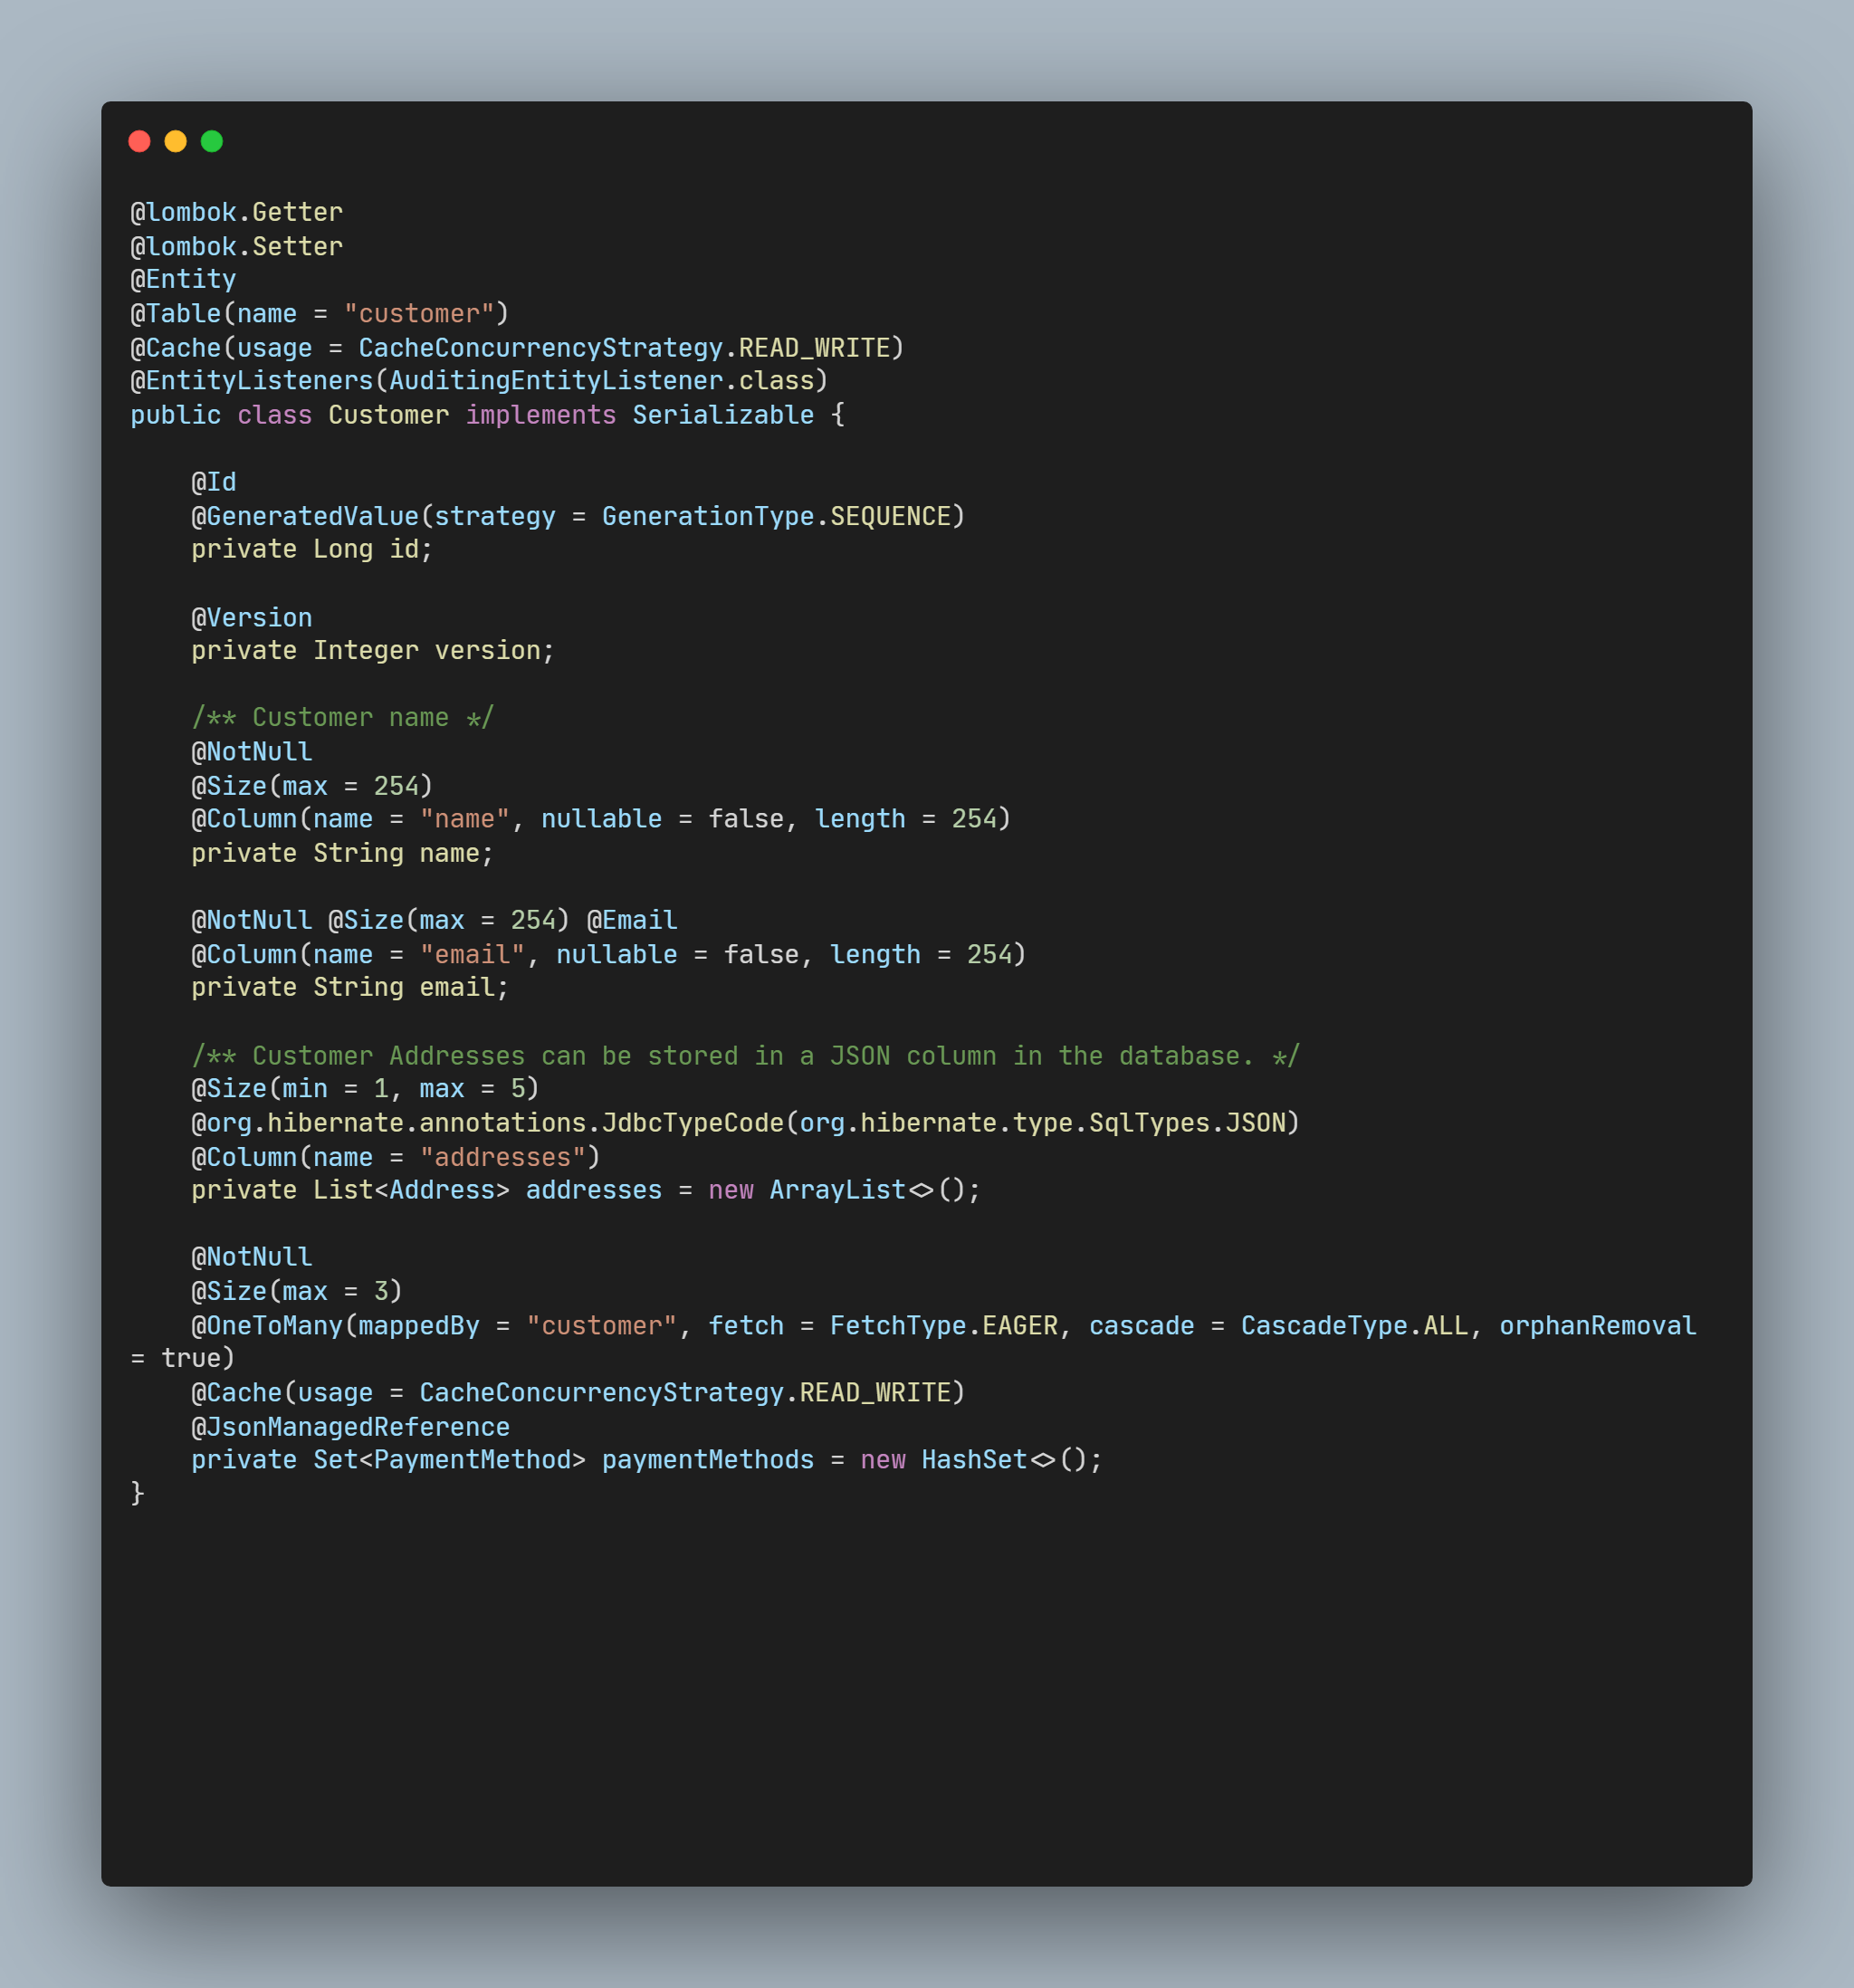 @lombok.Getter
@lombok.Setter
@Entity
@Table(name = "customer")
@Cache(usage = CacheConcurrencyStrategy.READ_WRITE)
@EntityListeners(AuditingEntityListener.class)
public class Customer implements Serializable {

    @Id
    @GeneratedValue(strategy = GenerationType.SEQUENCE)
    private Long id;

    @Version
    private Integer version;

    /** Customer name */
    @NotNull
    @Size(max = 254)
    @Column(name = "name", nullable = false, length = 254)
    private String name;

    @NotNull @Size(max = 254) @Email
    @Column(name = "email", nullable = false, length = 254)
    private String email;

    /** Customer Addresses can be stored in a JSON column in the database. */
    @Size(min = 1, max = 5)
    @org.hibernate.annotations.JdbcTypeCode(org.hibernate.type.SqlTypes.JSON)
    @Column(name = "addresses")
    private List<Address> addresses = new ArrayList<>();

    @NotNull
    @Size(max = 3)
    @OneToMany(mappedBy = "customer", fetch = FetchType.EAGER, cascade = CascadeType.ALL, orphanRemoval
= true)
    @Cache(usage = CacheConcurrencyStrategy.READ_WRITE)
    @JsonManagedReference
    private Set<PaymentMethod> paymentMethods = new HashSet<>();
}